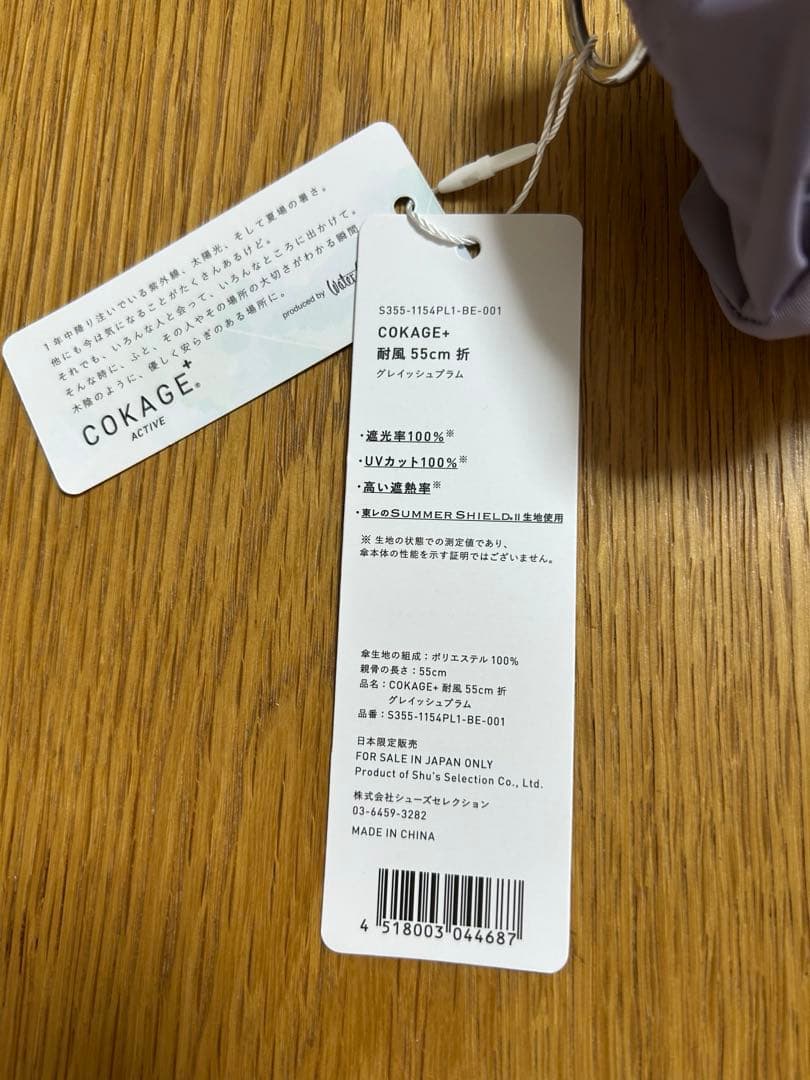 1年中降り注いでいる紫外線、太陽光、そして夏場の暑さ。
他にも今は気になることがたくさんあるけど。
それでも、いろんな人と会って、いろんなところに出かけて。
そんな時に、ふと、その人やその場所の大切さがわかる瞬間
木陰のように、優しく安らぎのある場所に。
produced by Water
COKAGE+®
ACTIVE
S355-1154PL1-BE-001
COKAGE+
耐風 55cm 折
グレイッシュプラム
・遮光率100%※
・UVカット100%※
・高い遮熱率※
・東レのSUMMER SHIELD®II 生地使用
※ 生地の状態での測定値であり、
傘本体の性能を示す証明ではございません。
傘生地の組成：ポリエステル 100%
親骨の長さ：55cm
品名：COKAGE+ 耐風 55cm 折
グレイッシュプラム
品番：S355-1154PL1-BE-001
日本限定販売
FOR SALE IN JAPAN ONLY
Product of Shu's Selection Co., Ltd.
株式会社シューズセレクション
03-6459-3282
MADE IN CHINA
4 518003 044687